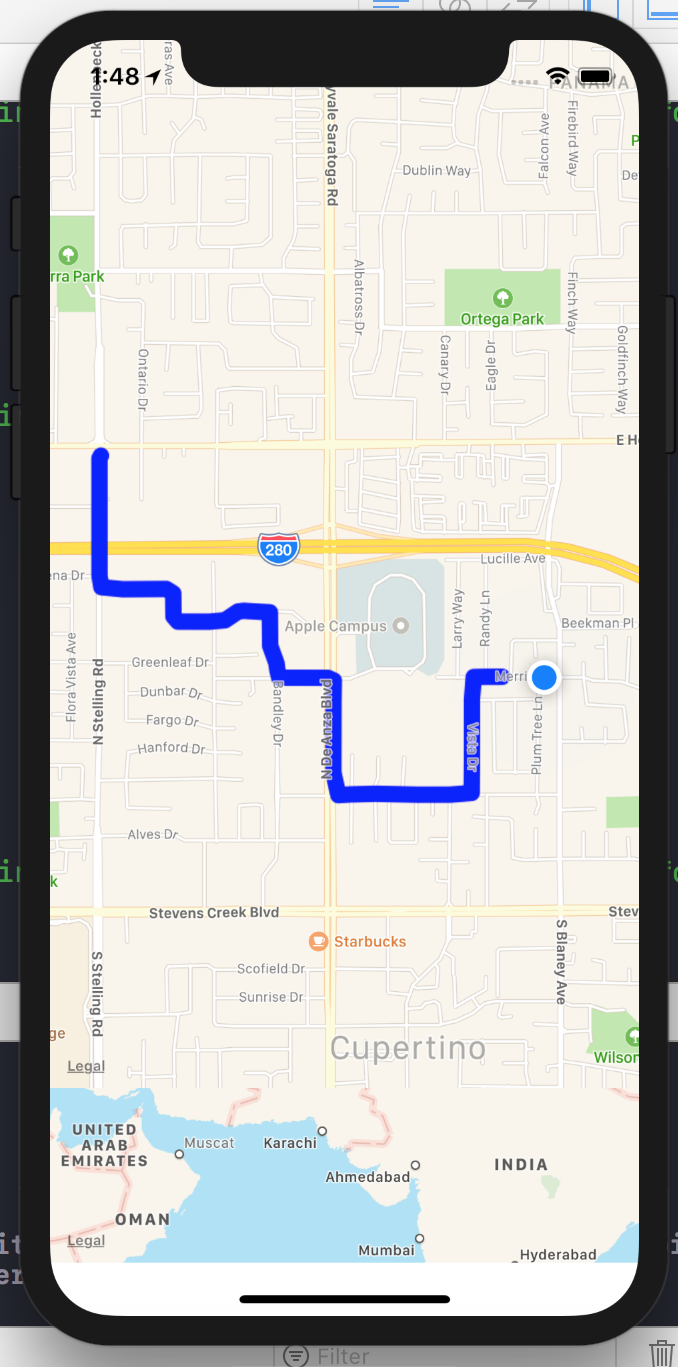 1:48
PANAMA
Hollenbeck
ras Ave
vale Saratoga Rd
Falcon Ave
Firebird Way
Dublin Way
De
P
rra Park
Albatross Dr
Ortega Park
Finch Way
Ontario Dr
Canary Dr
Eagle Dr
Goldfinch Way
E Ho
280
Lucille Ave
ena Dr
Larry Way
Randy Ln
Apple Campus
Beekman Pl
Flora Vista Ave
N Stelling Rd
Greenleaf Dr
Merri
Dunbar Dr
Bandley Dr
N De Anza Blvd
Vista Dr
Plum Tree Ln
Fargo Dr
Hanford Dr
Alves Dr
k
Stevens Creek Blvd
Stev
Starbucks
S Blaney Ave
S Stelling Rd
Scofield Dr
Sunrise Dr
ge
Cupertino
Wilson
Legal
UNITED
ARAB
EMIRATES
Muscat
Karachi
INDIA
Ahmedabad
OMAN
Legal
Mumbai
Hyderabad
Filter